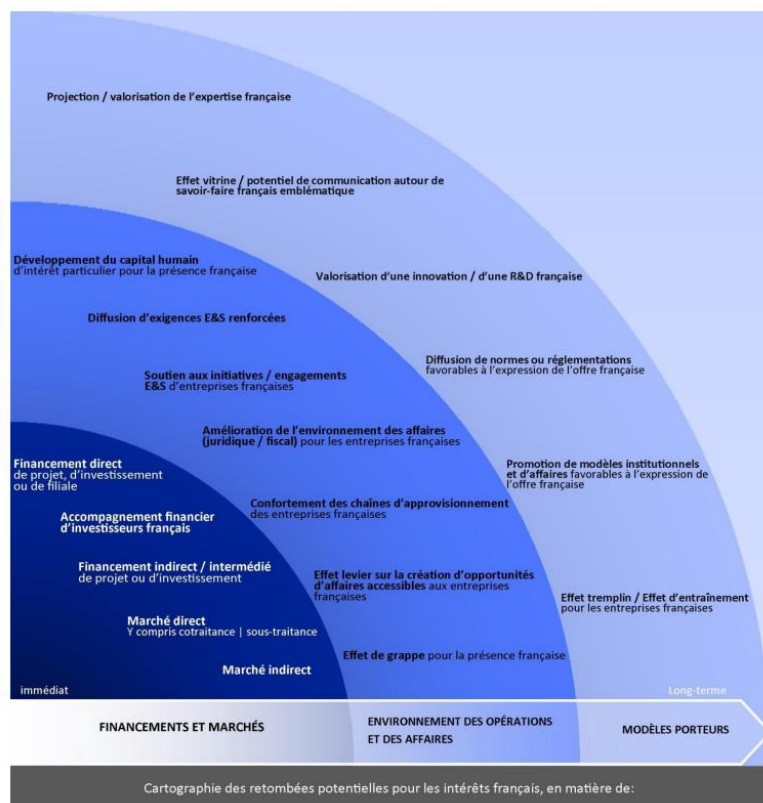 Projection / valorisation de l'expertise française
Effet vitrine / potentiel de communication autour de
savoir-faire français emblématique
Développement du capital humain
d'intérêt particulier pour la présence française
Valorisation d'une innovation / d'une R&D française
Diffusion d'exigences E&S renforcées
Diffusion de normes ou réglementations
favorables à l'expression de l'offre française
Soutien aux initiatives / engagements
E&S d'entreprises françaises
Amélioration de l'environnement des affaires
(juridique / fiscal) pour les entreprises françaises
Financement direct
de projet, d'investissement
ou de filiale
Promotion de modèles institutionnels
et d'affaires favorables à l'expression de
l'offre française
Confortement des chaînes d'approvisionnement
des entreprises françaises
Accompagnement financier
d'investisseurs français
Financement indirect / intermédié
de projet ou d'investissement
Effet levier sur la création d'opportunités
d'affaires accessibles aux entreprises
françaises
Effet tremplin / Effet d'entraînement
pour les entreprises françaises
Marché direct
Y compris cotraitance | sous-traitance
Effet de grappe pour la présence française
Marché indirect
immédiat
Long-terme
FINANCEMENTS ET MARCHÉS
ENVIRONNEMENT DES OPÉRATIONS
ET DES AFFAIRES
MODÈLES PORTEURS
Cartographie des retombées potentielles pour les intérêts français, en matière de: